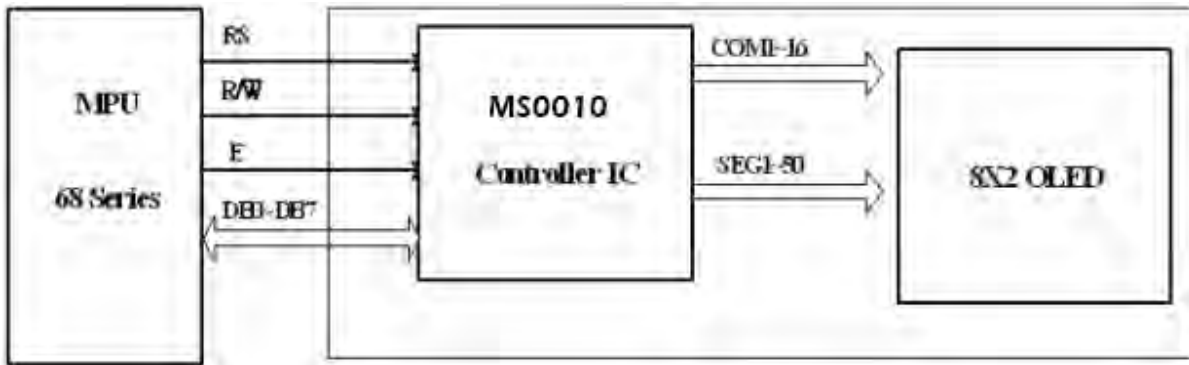 RS
R/W
E
DB0~DB7
MPU
68 Series
MS0010
Controller IC
COM1~16
SEG1~80
8X2 OLED